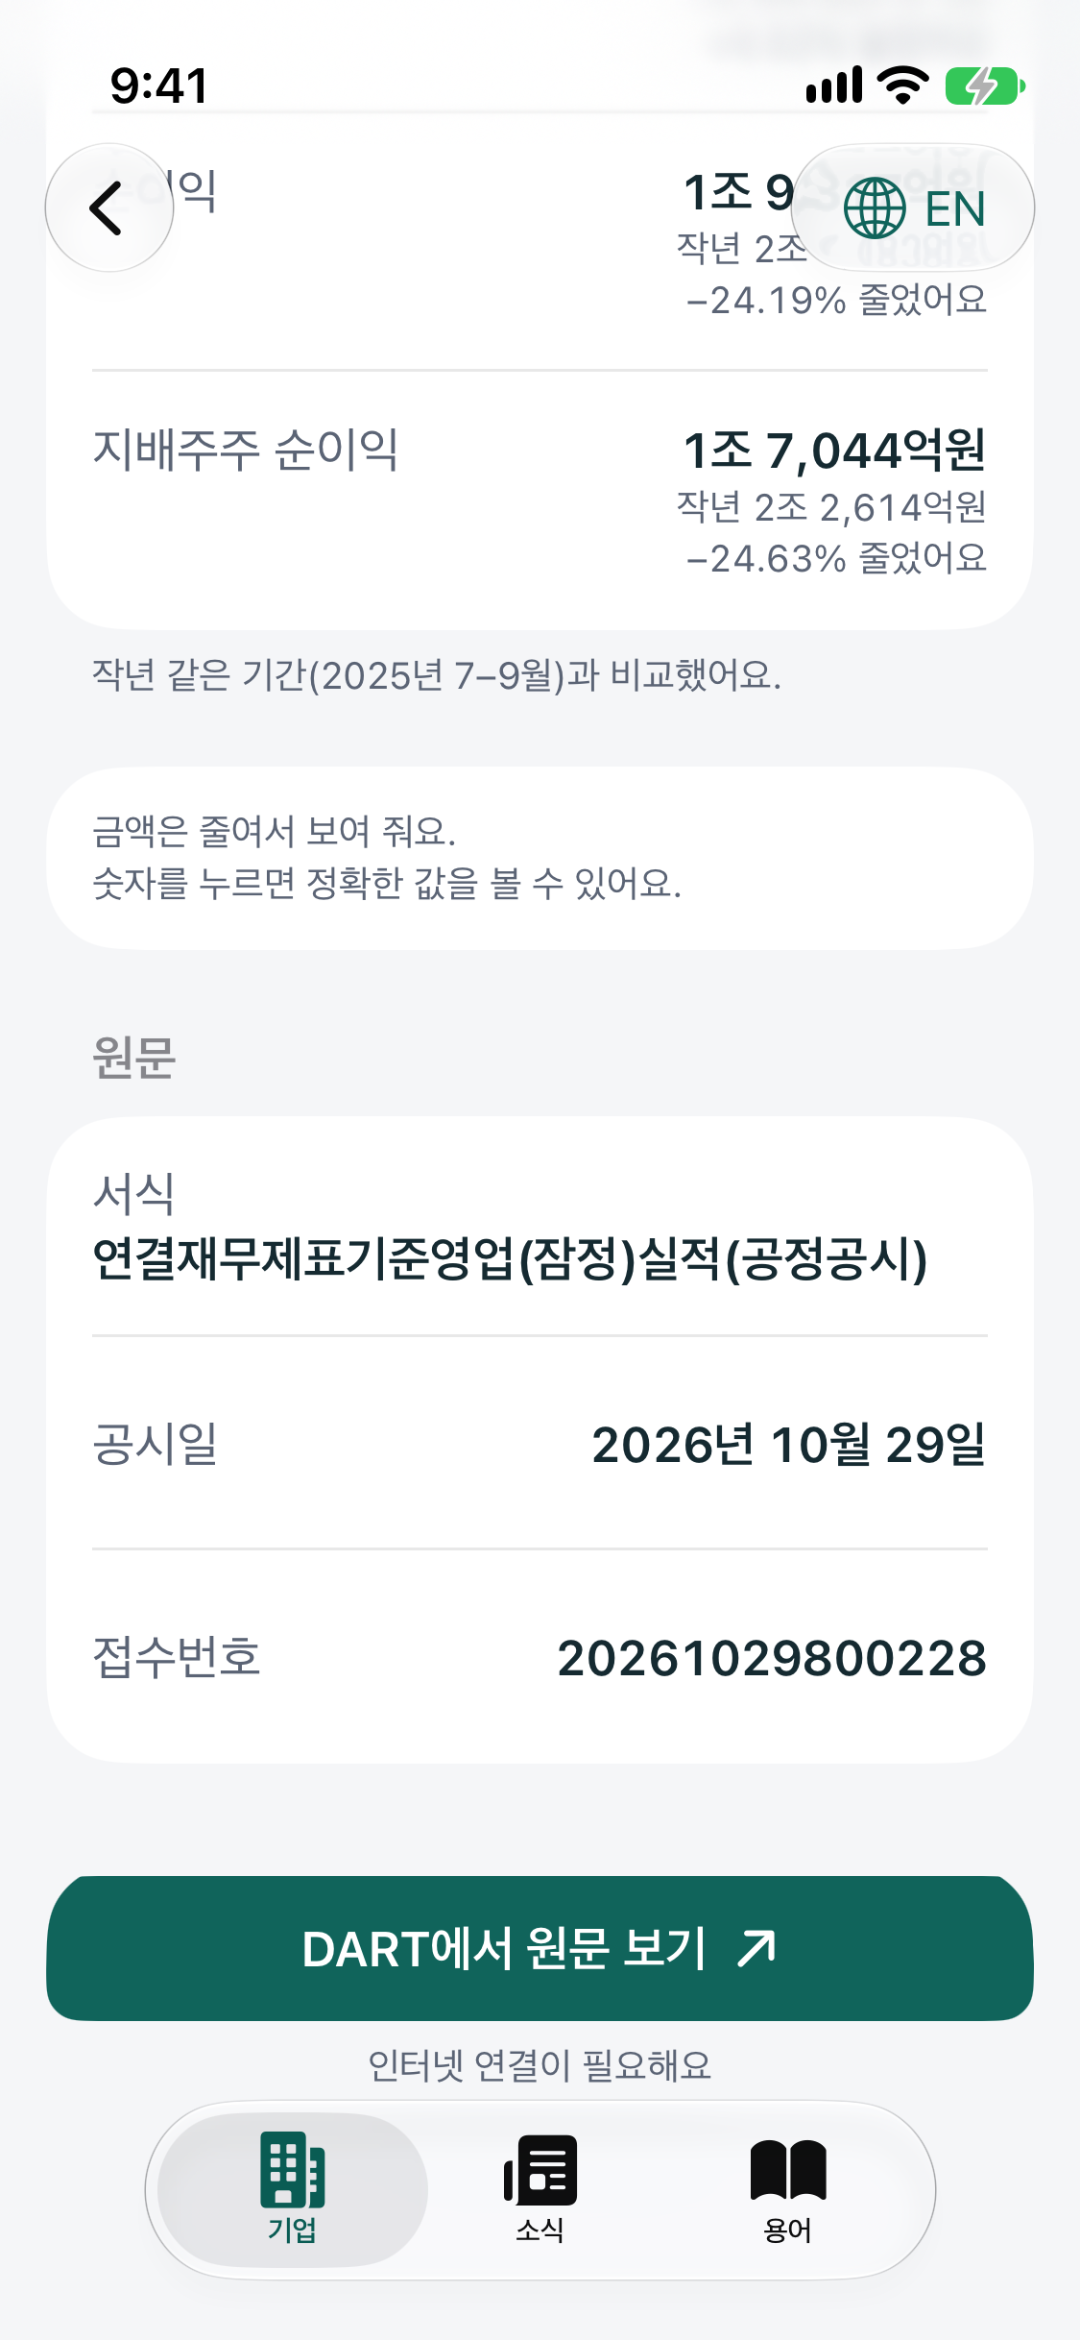 9:41
1조 9
EN
작년 2조
−24.19% 줄었어요
지배주주 순이익
1조 7,044억원
작년 2조 2,614억원
−24.63% 줄었어요
작년 같은 기간(2025년 7–9월)과 비교했어요.
금액은 줄여서 보여 줘요.
숫자를 누르면 정확한 값을 볼 수 있어요.
원문
서식
연결재무제표기준영업(잠정)실적(공정공시)
공시일
2026년 10월 29일
접수번호
20261029800228
DART에서 원문 보기
인터넷 연결이 필요해요
기업
소식
용어